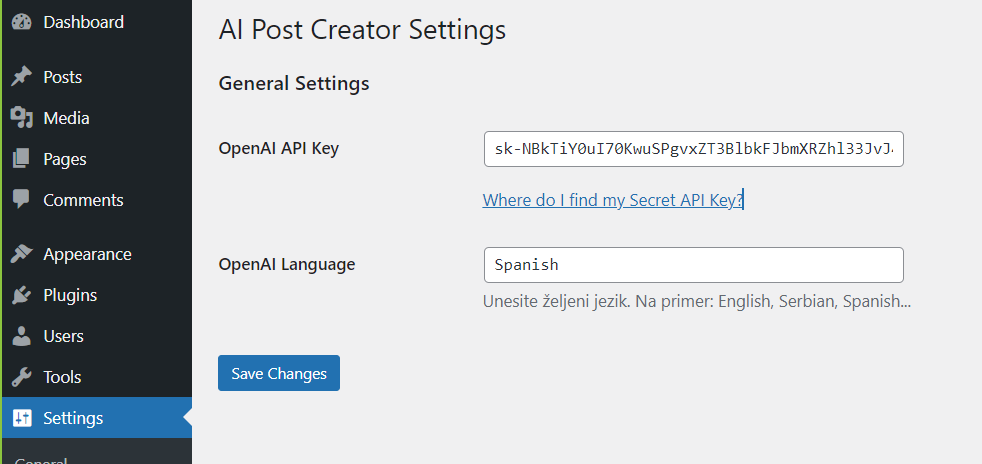 Dashboard
Posts
Media
Pages
Comments
Appearance
Plugins
Users
Tools
Settings
General
AI Post Creator Settings
General Settings
OpenAI API Key
sk-NBkTiY0uI70KwuSPgvxZT3BlbkFJbmXRZhl33JvJ
Where do I find my Secret API Key?
OpenAI Language
Spanish
Unesite željeni jezik. Na primer: English, Serbian, Spanish...
Save Changes